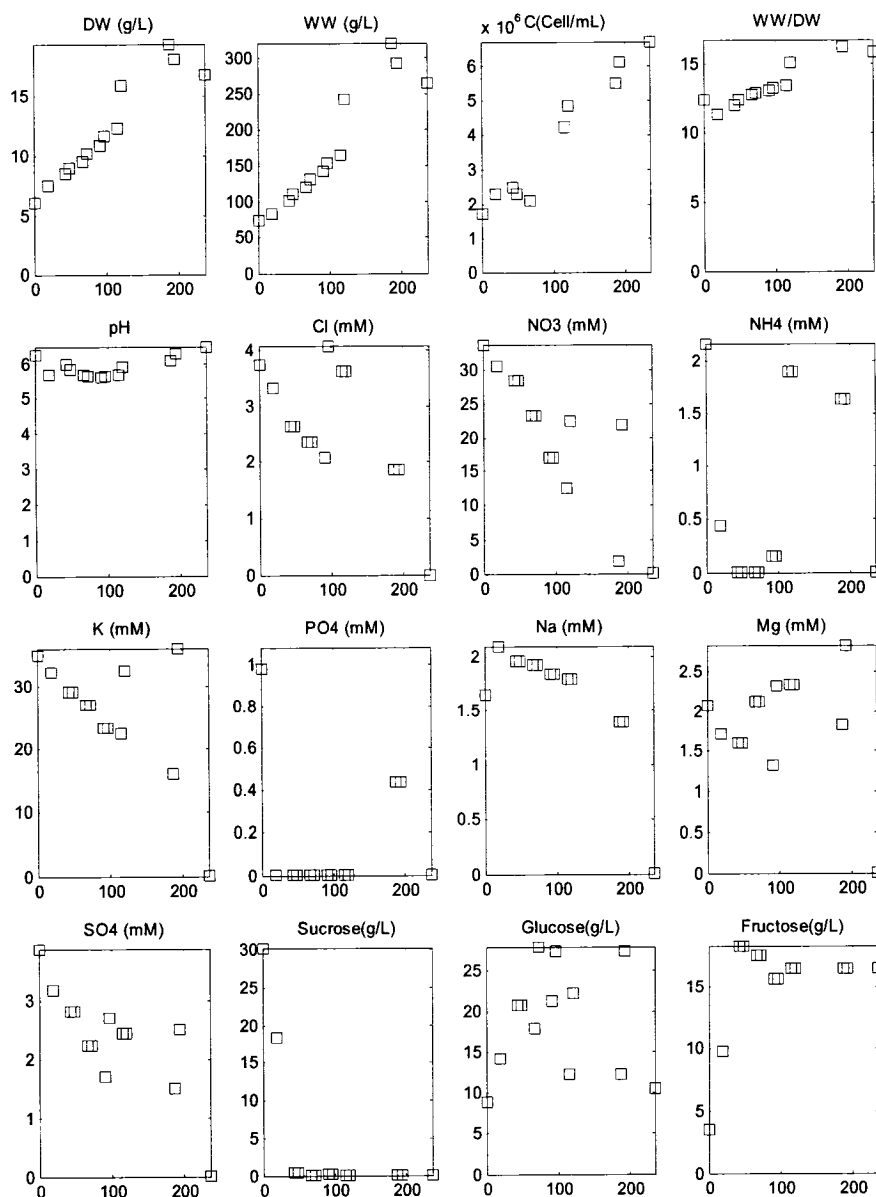 DW (g/L) WW (g/L) × 10⁶ C(Cell/mL) WW/DW
15 10 5 0
300 250 200 150 100 50 0
6 5 4 3 2 1 0
15 10 5 0
0 100 200 0 100 200 0 100 200 0 100 200
pH Cl (mM) NO3 (mM) NH4 (mM)
6 5 4 3 2 1 0
4 3 2 1 0
30 25 20 15 10 5 0
2 1.5 1 0.5 0
0 100 200 0 100 200 0 100 200 0 100 200
K (mM) PO4 (mM) Na (mM) Mg (mM)
30 20 10 0
1 0.8 0.6 0.4 0.2 0
2 1.5 1 0.5 0
2.5 2 1.5 1 0.5 0
0 100 200 0 100 200 0 100 200 0 100 200
SO4 (mM) Sucrose(g/L) Glucose(g/L) Fructose(g/L)
3 2 1 0
30 25 20 15 10 5 0
25 20 15 10 5 0
15 10 5 0
0 100 200 0 100 200 0 100 200 0 100 200